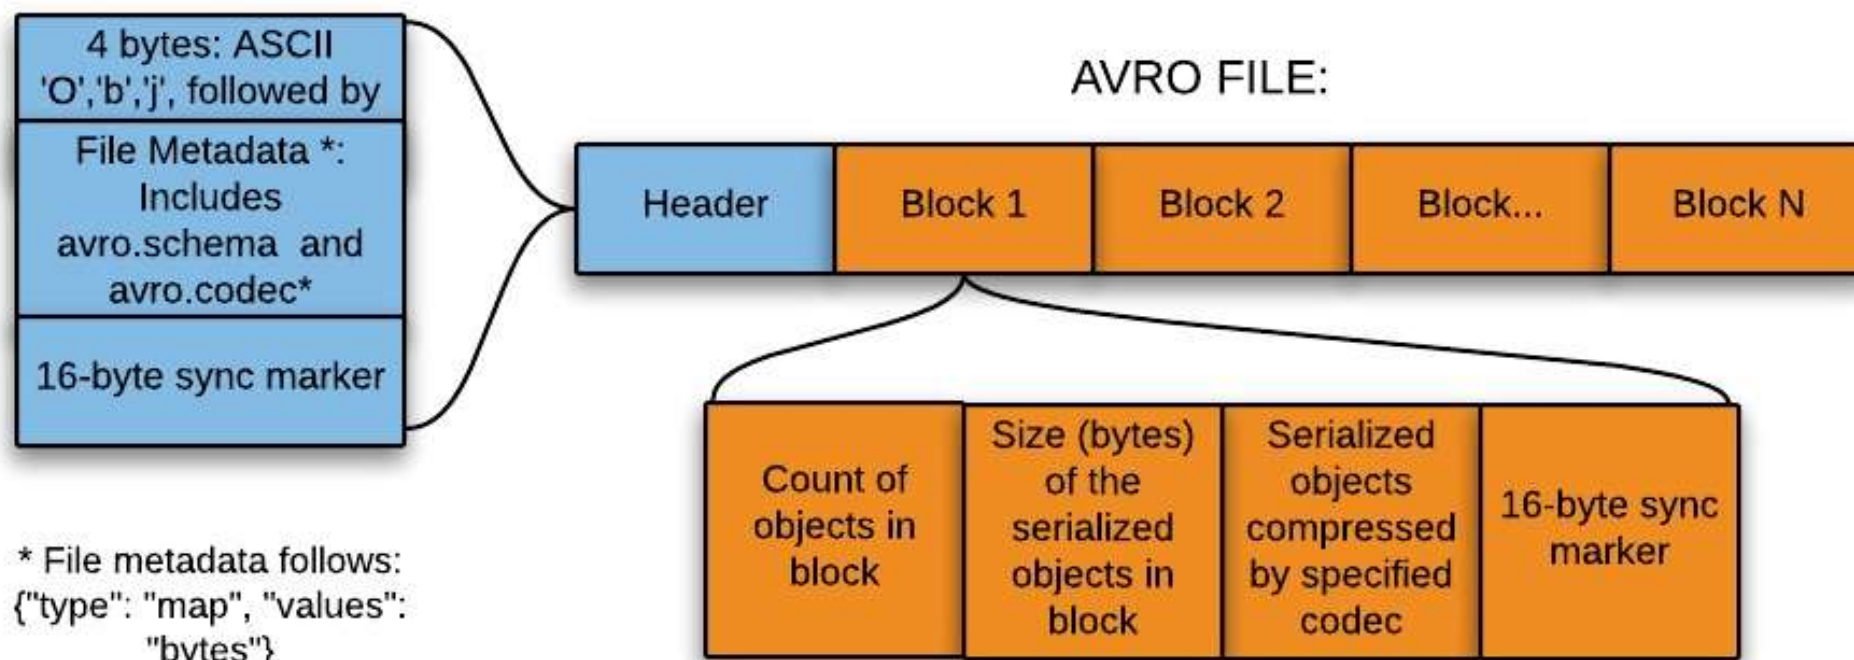 4 bytes: ASCII
'O','b','j', followed by
File Metadata *:
Includes
avro.schema  and
avro.codec*
16-byte sync marker
* File metadata follows:
{"type": "map", "values":
"bytes"}
AVRO FILE:
Header
Block 1
Block 2
Block...
Block N
Count of
objects in
block
Size (bytes)
of the
serialized
objects in
block
Serialized
objects
compressed
by specified
codec
16-byte sync
marker